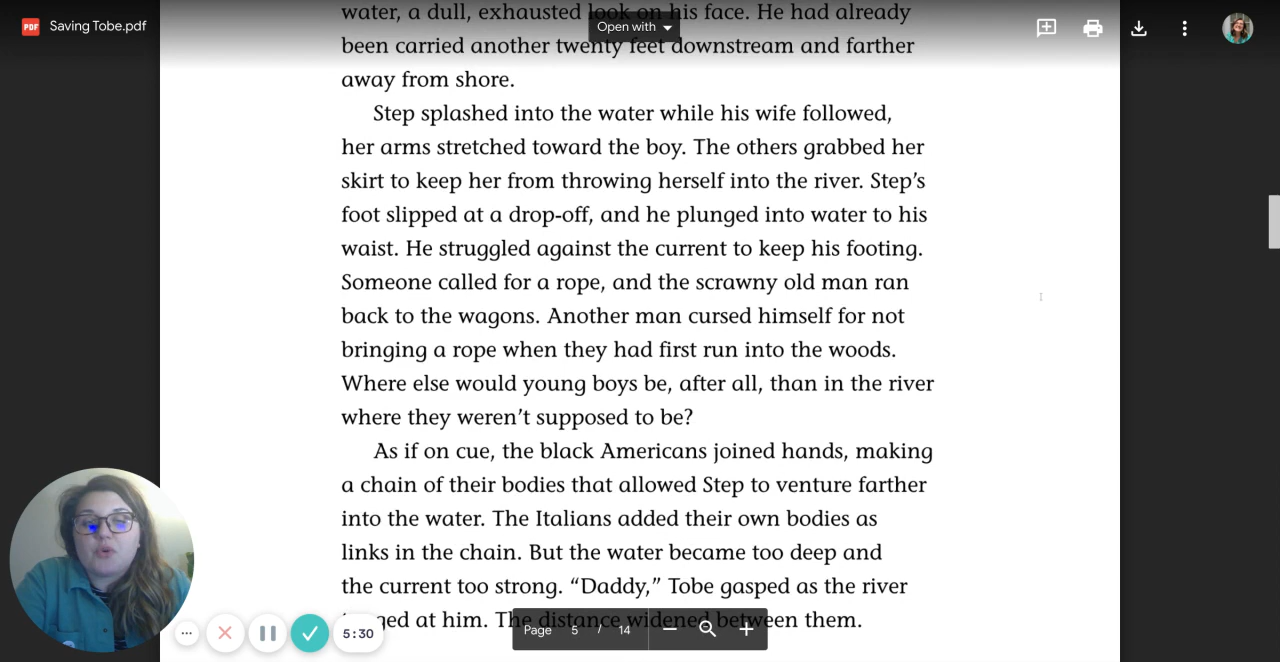 Saving Tobe.pdf
Open with
water, a dull, exhausted look on his face. He had already
been carried another twenty feet downstream and farther
away from shore.
Step splashed into the water while his wife followed,
her arms stretched toward the boy. The others grabbed her
skirt to keep her from throwing herself into the river. Step’s
foot slipped at a drop-off, and he plunged into water to his
waist. He struggled against the current to keep his footing.
Someone called for a rope, and the scrawny old man ran
back to the wagons. Another man cursed himself for not
bringing a rope when they had first run into the woods.
Where else would young boys be, after all, than in the river
where they weren’t supposed to be?
As if on cue, the black Americans joined hands, making
a chain of their bodies that allowed Step to venture farther
into the water. The Italians added their own bodies as
links in the chain. But the water became too deep and
the current too strong. “Daddy,” Tobe gasped as the river
at him. The distance widened between them.
5:30
Page 5 / 14